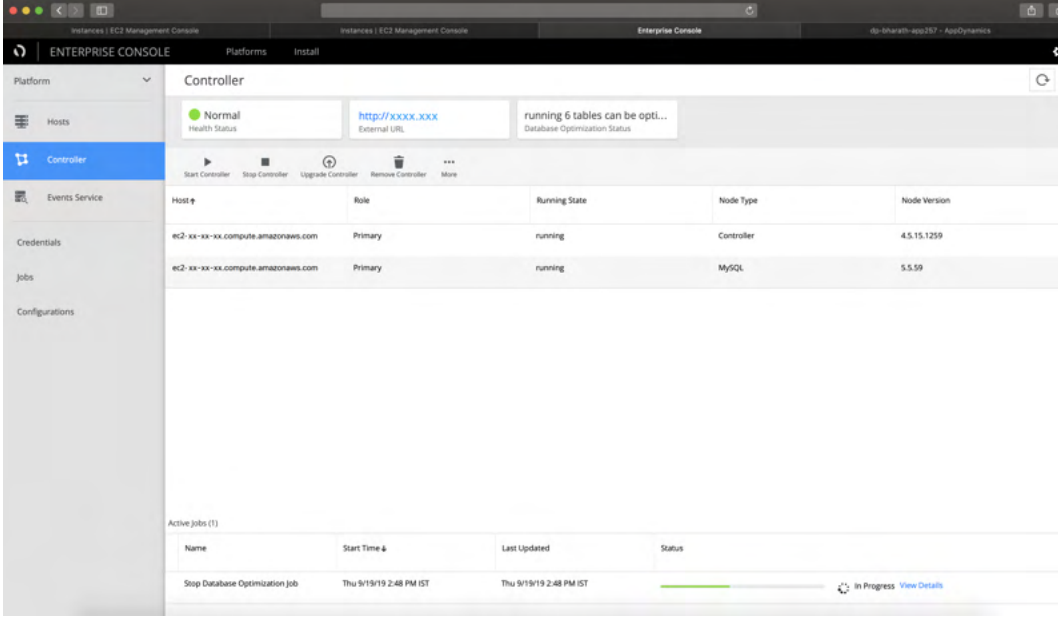 Instances | EC2 Management Console
Instances | EC2 Management Console
Enterprise Console
dp-bharath-app267 - AppDynamics
ENTERPRISE CONSOLE
Platforms
Install
Platform
Controller
Hosts
Normal
Health Status
http://xxxx.xxx
External URL
running 6 tables can be opti...
Database Optimization Status
Controller
Start Controller
Stop Controller
Upgrade Controller
Remove Controller
More
Events Service
Host
Role
Running State
Node Type
Node Version
ec2-xx-xx-xx.compute.amazonaws.com
Primary
running
Controller
4.5.15.1259
Credentials
ec2-xx-xx-xx.compute.amazonaws.com
Primary
running
MySQL
5.5.59
Jobs
Configurations
Active Jobs (1)
Name
Start Time
Last Updated
Status
Stop Database Optimization Job
Thu 9/19/19 2:48 PM IST
Thu 9/19/19 2:48 PM IST
In Progress
View Details